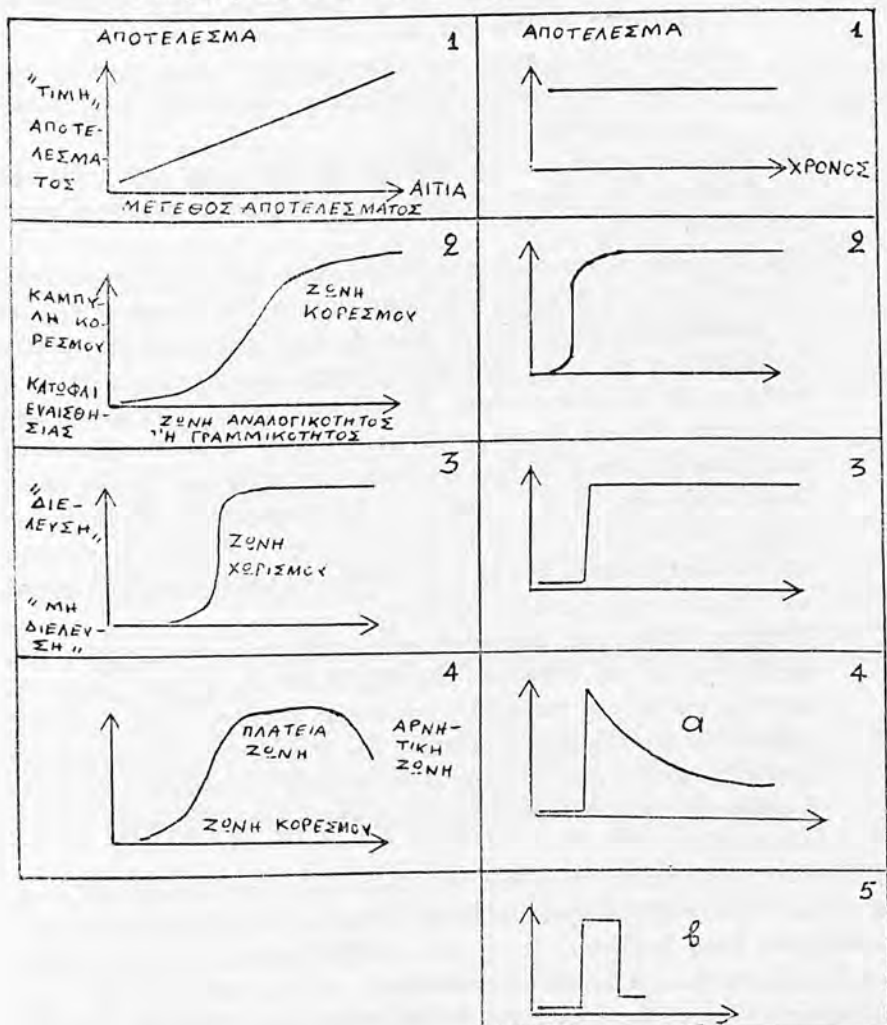 ΑΠΟΤΕΛΕΣΜΑ
1
"ΤΙΜΗ"
ΑΠΟΤΕ-
ΛΕΣΜΑ-
ΤΟΣ
ΑΙΤΙΑ
ΜΕΓΕΘΟΣ ΑΠΟΤΕΛΕΣΜΑΤΟΣ
ΑΠΟΤΕΛΕΣΜΑ
1
ΧΡΟΝΟΣ
2
ΚΑΜΠΥ-
ΛΗ ΚΟ-
ΡΕΣΜΟΥ
ΖΩΝΗ
ΚΟΡΕΣΜΟΥ
ΚΑΤΩΦΛΙ
ΕΥΑΙΣΘΗ-
ΣΙΑΣ
ΖΩΝΗ ΑΝΑΛΟΓΙΚΟΤΗΤΟΣ
Ή ΓΡΑΜΜΙΚΟΤΗΤΟΣ
2
3
"ΔΙΕ-
ΛΕΥΣΗ"
ΖΩΝΗ
ΧΩΡΙΣΜΟΥ
"ΜΗ
ΔΙΕΛΕΥ-
ΣΗ"
3
4
ΠΛΑΤΕΙΑ
ΖΩΝΗ
ΑΡΝΗ-
ΤΙΚΗ
ΖΩΝΗ
ΖΩΝΗ ΚΟΡΕΣΜΟΥ
4
α
5
β